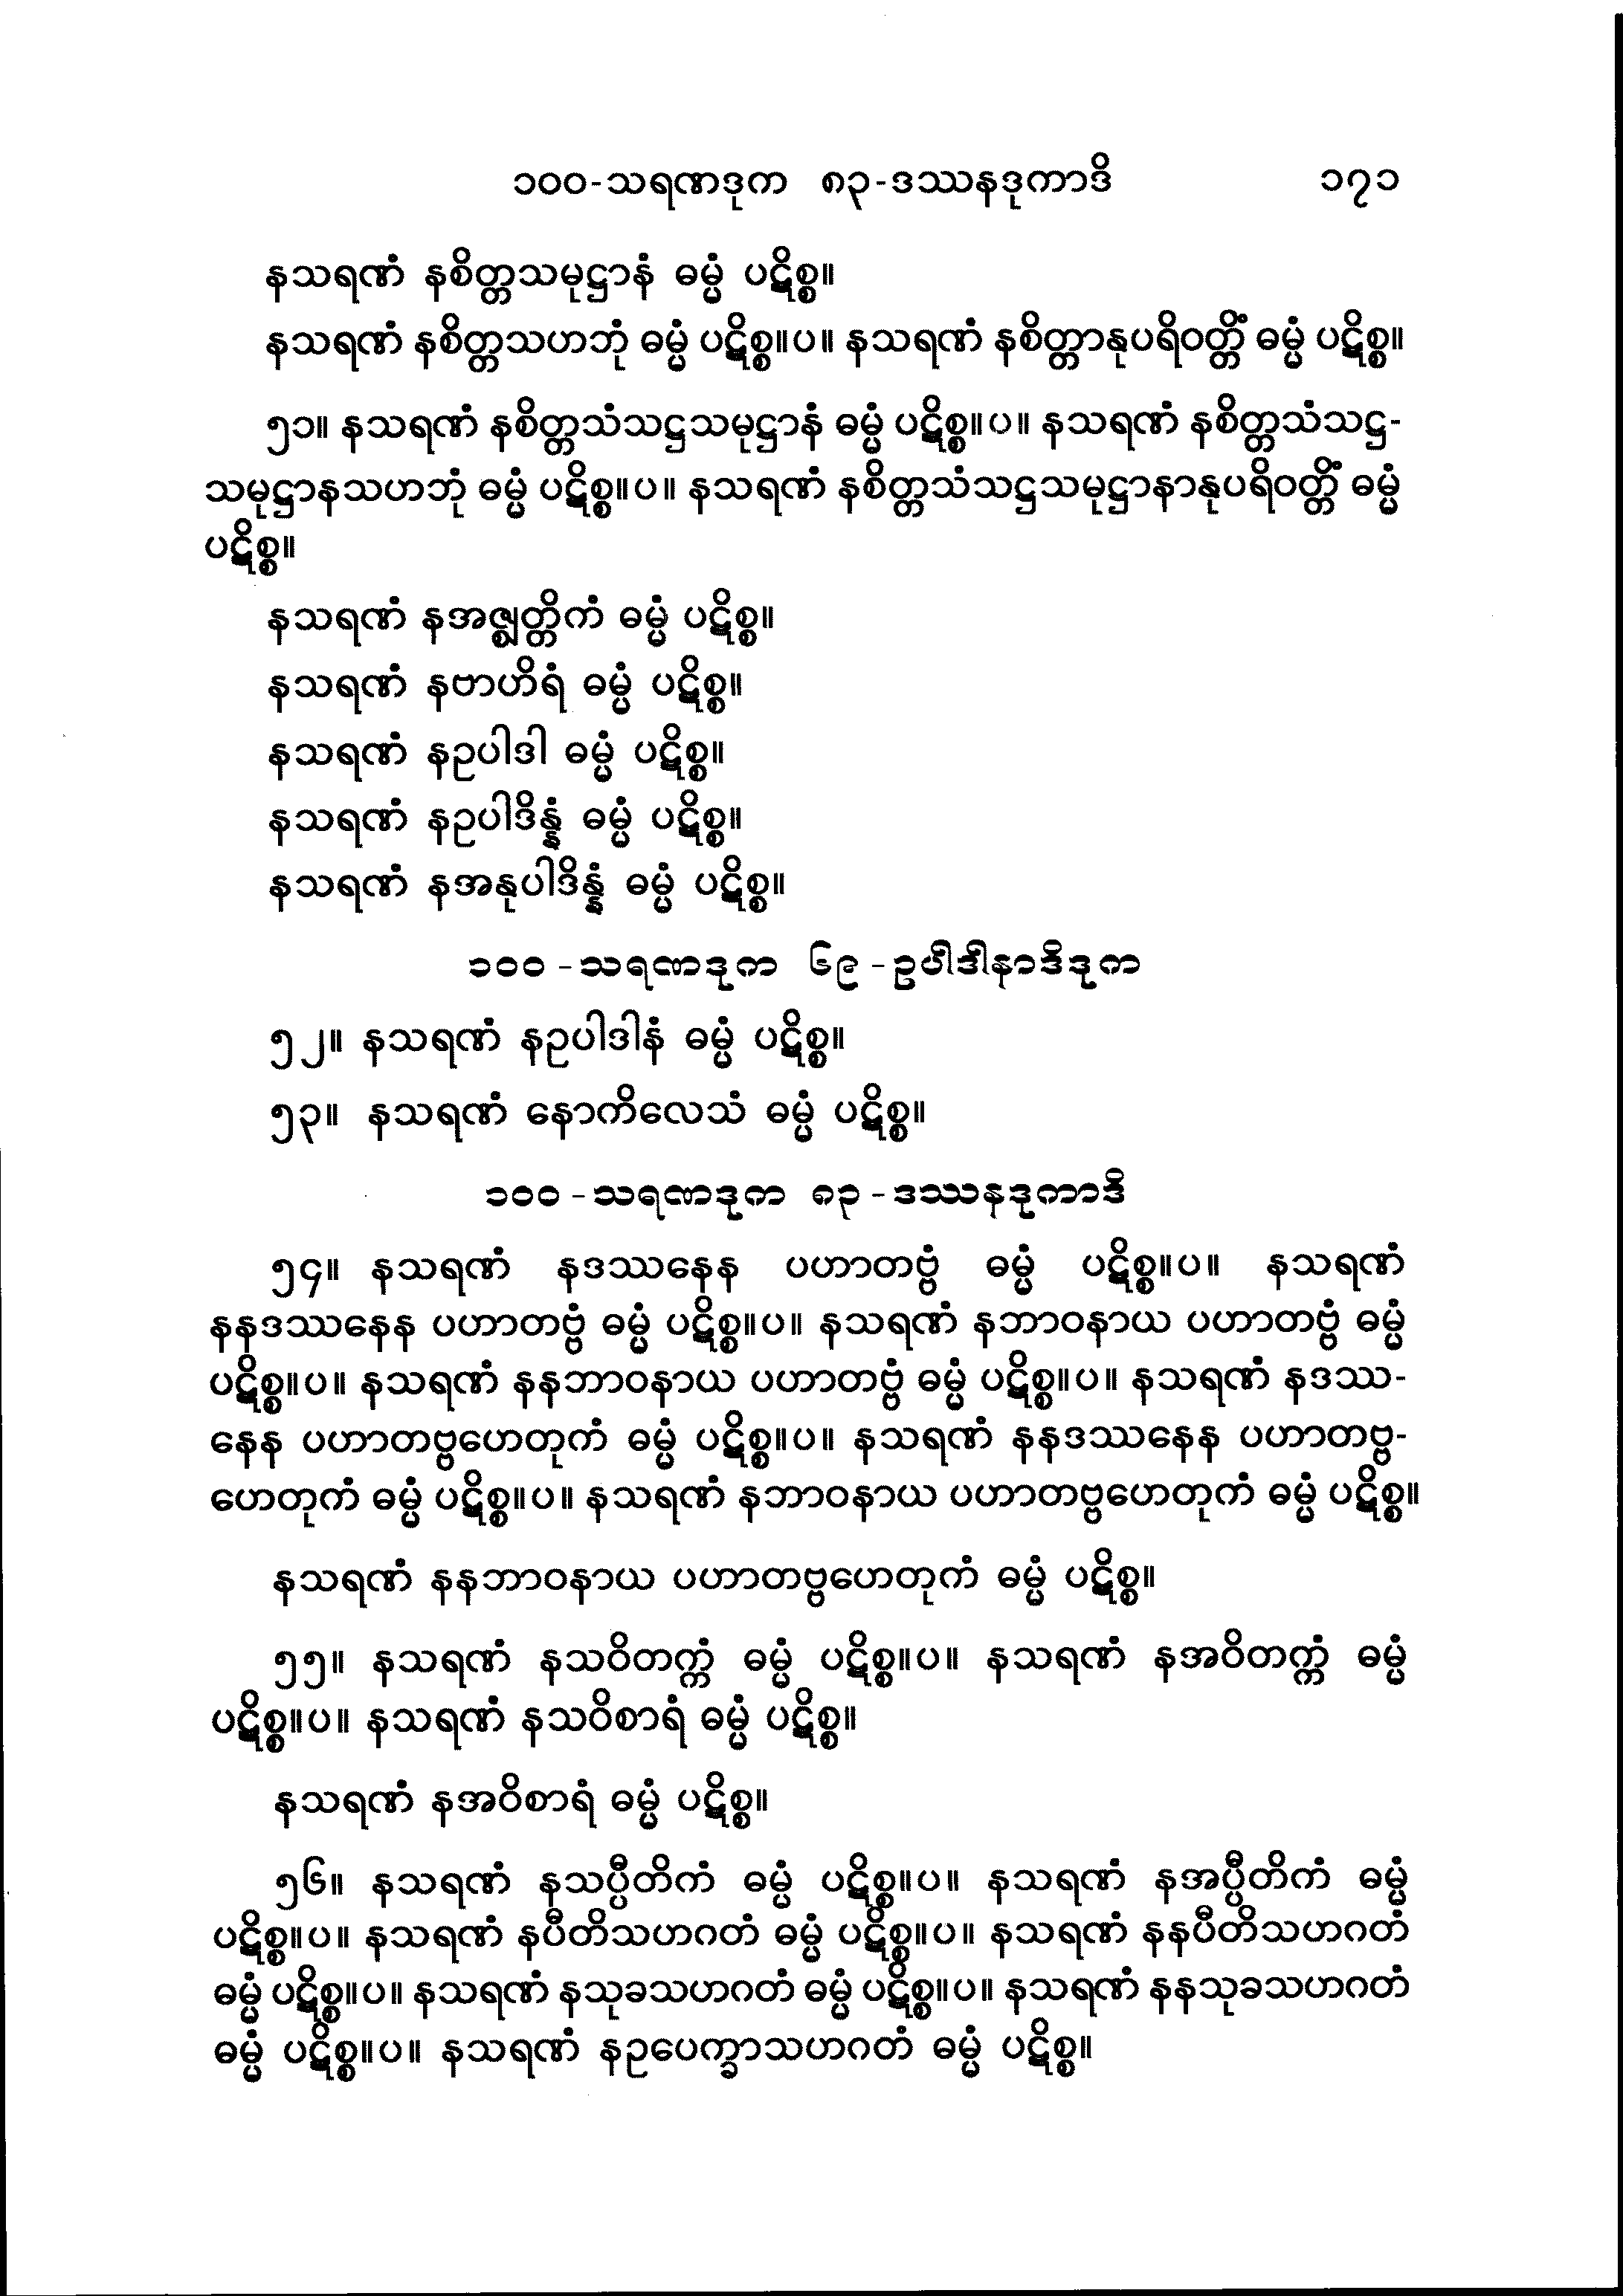 ၁၀၀-သရဏဒုက ၈၃-ဒဿနဒုကာဒိ ၁၇၁
နသရဏံ နစိတ္တသမုဋ္ဌာနံ ဓမ္မံ ပဋိစ္စ။
နသရဏံ နစိတ္တသဟဘုံ ဓမ္မံ ပဋိစ္စ။ပ။ နသရဏံ နစိတ္တာနုပရိဝတ္တိံ ဓမ္မံ ပဋိစ္စ။
၅၁။ နသရဏံ နစိတ္တသံသဋ္ဌသမုဋ္ဌာနံ ဓမ္မံ ပဋိစ္စ။ပ။ နသရဏံ နစိတ္တသံသဋ္ဌ-
သမုဋ္ဌာနသဟဘုံ ဓမ္မံ ပဋိစ္စ။ပ။ နသရဏံ နစိတ္တသံသဋ္ဌသမုဋ္ဌာနာနုပရိဝတ္တိံ ဓမ္မံ
ပဋိစ္စ။
နသရဏံ နအဇ္ဈတ္တိကံ ဓမ္မံ ပဋိစ္စ။
နသရဏံ နဗာဟိရံ ဓမ္မံ ပဋိစ္စ။
နသရဏံ နဥပါဒါ ဓမ္မံ ပဋိစ္စ။
နသရဏံ နဥပါဒိန္နံ ဓမ္မံ ပဋိစ္စ။
နသရဏံ နအနုပါဒိန္နံ ဓမ္မံ ပဋိစ္စ။
၁၀၀-သရဏဒုက ၆၉-ဥပါဒါနာဒိဒုက
၅၂။ နသရဏံ နဥပါဒါနံ ဓမ္မံ ပဋိစ္စ။
၅၃။ နသရဏံ နောကိလေသံ ဓမ္မံ ပဋိစ္စ။
၁၀၀-သရဏဒုက ၈၃-ဒဿနဒုကာဒိ
၅၄။ နသရဏံ နဒဿနေန ပဟာတဗ္ဗံ ဓမ္မံ ပဋိစ္စ။ပ။ နသရဏံ
နနဒဿနေန ပဟာတဗ္ဗံ ဓမ္မံ ပဋိစ္စ။ပ။ နသရဏံ နဘာဝနာယ ပဟာတဗ္ဗံ ဓမ္မံ
ပဋိစ္စ။ပ။ နသရဏံ နနဘာဝနာယ ပဟာတဗ္ဗံ ဓမ္မံ ပဋိစ္စ။ပ။ နသရဏံ နဒဿ-
နေန ပဟာတဗ္ဗဟေတုကံ ဓမ္မံ ပဋိစ္စ။ပ။ နသရဏံ နနဒဿနေန ပဟာတဗ္ဗ-
ဟေတုကံ ဓမ္မံ ပဋိစ္စ။ပ။ နသရဏံ နဘာဝနာယ ပဟာတဗ္ဗဟေတုကံ ဓမ္မံ ပဋိစ္စ။
နသရဏံ နနဘာဝနာယ ပဟာတဗ္ဗဟေတုကံ ဓမ္မံ ပဋိစ္စ။
၅၅။ နသရဏံ နသဝိတက္ကံ ဓမ္မံ ပဋိစ္စ။ပ။ နသရဏံ နအဝိတက္ကံ ဓမ္မံ
ပဋိစ္စ။ပ။ နသရဏံ နသဝိစာရံ ဓမ္မံ ပဋိစ္စ။
နသရဏံ နအဝိစာရံ ဓမ္မံ ပဋိစ္စ။
၅၆။ နသရဏံ နသပ္ပီတိကံ ဓမ္မံ ပဋိစ္စ။ပ။ နသရဏံ နအပ္ပီတိကံ ဓမ္မံ
ပဋိစ္စ။ပ။ နသရဏံ နပီတိသဟဂတံ ဓမ္မံ ပဋိစ္စ။ပ။ နသရဏံ နနပီတိသဟဂတံ
ဓမ္မံ ပဋိစ္စ။ပ။ နသရဏံ နသုခသဟဂတံ ဓမ္မံ ပဋိစ္စ။ပ။ နသရဏံ နနသုခသဟဂတံ
ဓမ္မံ ပဋိစ္စ။ပ။ နသရဏံ နဥပေက္ခာသဟဂတံ ဓမ္မံ ပဋိစ္စ။